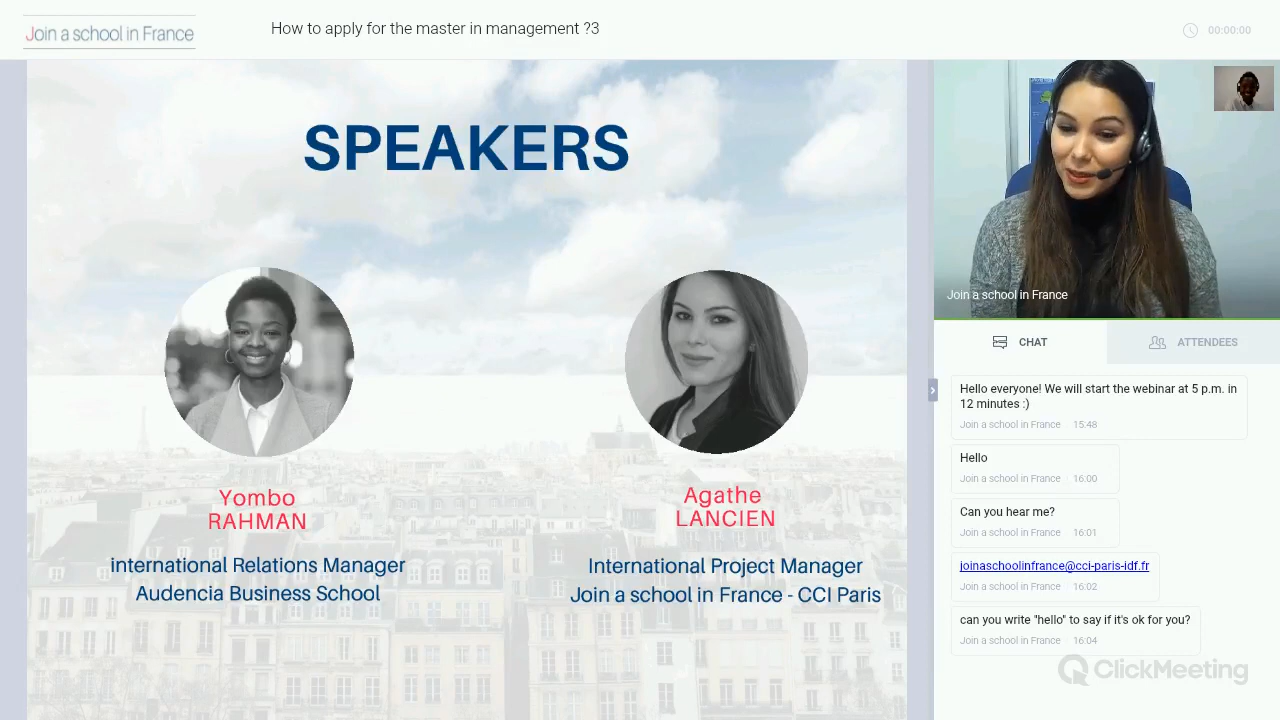 Join a school in France
How to apply for the master in management ?3
00:00:00
SPEAKERS
Yombo
RAHMAN
international Relations Manager
Audencia Business School
Agathe
LANCIEN
International Project Manager
Join a school in France - CCI Paris
Join a school in France
CHAT
ATTENDEES
Hello everyone! We will start the webinar at 5 p.m. in
12 minutes :)
Join a school in France 15:48
Hello
Join a school in France 16:00
Can you hear me?
Join a school in France 16:01
joinaschoolinfrance@cci-paris-idf.fr
Join a school in France 16:02
can you write "hello" to say if it's ok for you?
Join a school in France 16:04
ClickMeeting